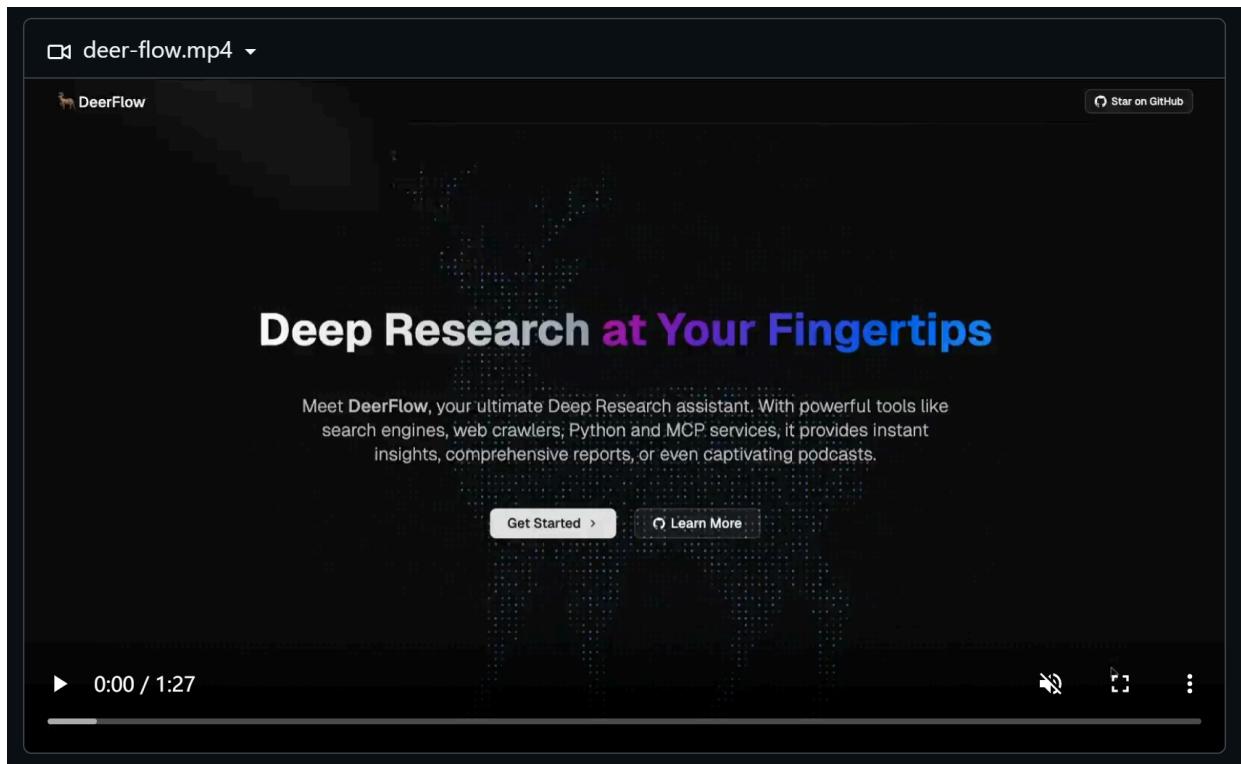 deer-flow.mp4
DeerFlow
Star on GitHub
Deep Research at Your Fingertips
Meet DeerFlow, your ultimate Deep Research assistant. With powerful tools like
search engines, web crawlers, Python and MCP services, it provides instant
insights, comprehensive reports, or even captivating podcasts.
Get Started
Learn More
0:00 / 1:27